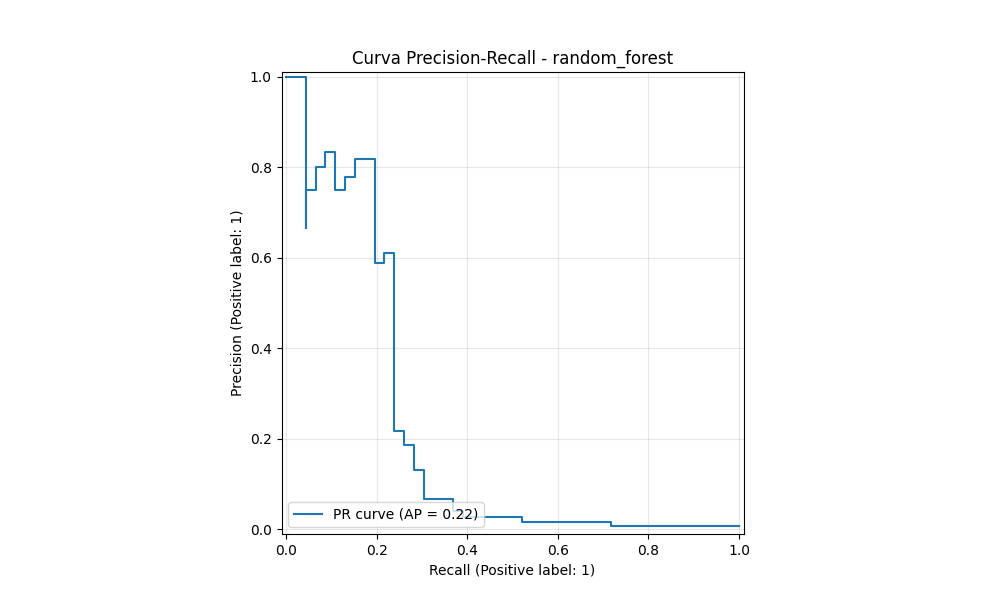 Curva Precision-Recall - random_forest
Precision (Positive label: 1)
1.0
0.8
0.6
0.4
0.2
0.0
PR curve (AP = 0.22)
0.0 0.2 0.4 0.6 0.8 1.0
Recall (Positive label: 1)